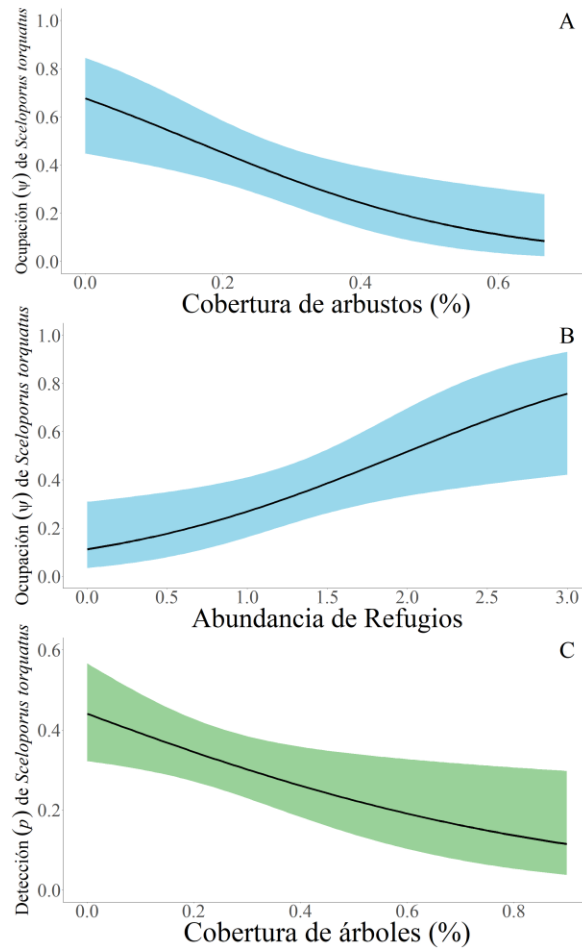 A
Ocupación (ψ) de Sceloporus torquatus
1.0
0.8
0.6
0.4
0.2
0.0
0.0 0.2 0.4 0.6
Cobertura de arbustos (%)
B
Ocupación (ψ) de Sceloporus torquatus
1.0
0.8
0.6
0.4
0.2
0.0
0.0 0.5 1.0 1.5 2.0 2.5 3.0
Abundancia de Refugios
C
Detección (p) de Sceloporus torquatus
0.6
0.4
0.2
0.0
0.0 0.2 0.4 0.6 0.8
Cobertura de árboles (%)